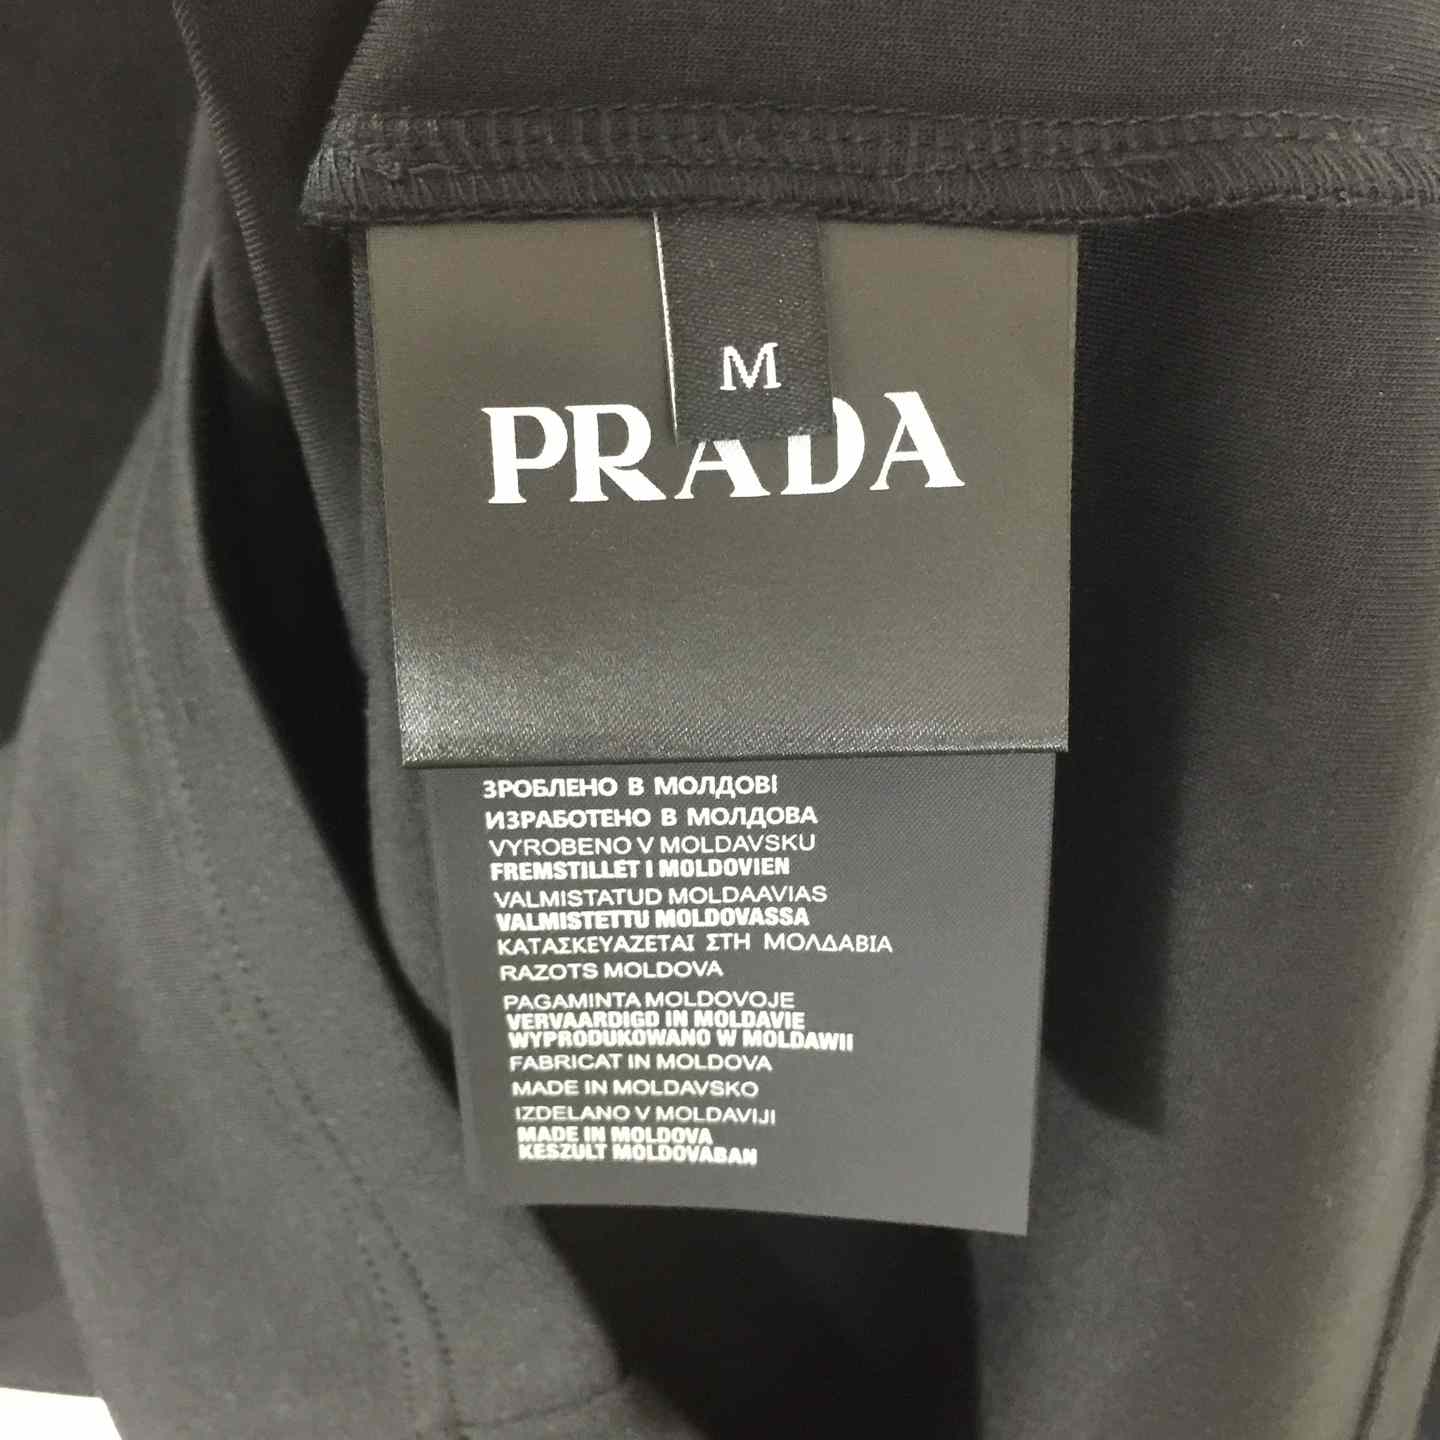 M
PRADA
ЗРОБЛЕНО В МОЛДОВІ
ИЗРАБОТЕНО В МОЛДОВА
VYROBENO V MOLDAVSKU
FREMSTILLET I MOLDOVIEN
VALMISTATUD MOLDAAVIAS
VALMISTETTU MOLDOVASSA
ΚΑΤΑΣΚΕΥΑΖΕΤΑΙ ΣΤΗ ΜΟΛΔΑΒΙΑ
RAZOTS MOLDOVA
PAGAMINTA MOLDOVOJE
VERVAARDIGD IN MOLDAVIE
WYPRODUKOWANO W MOLDAWII
FABRICAT IN MOLDOVA
MADE IN MOLDAVSKO
IZDELANO V MOLDAVIJI
MADE IN MOLDOVA
KESZULT MOLDOVABAN